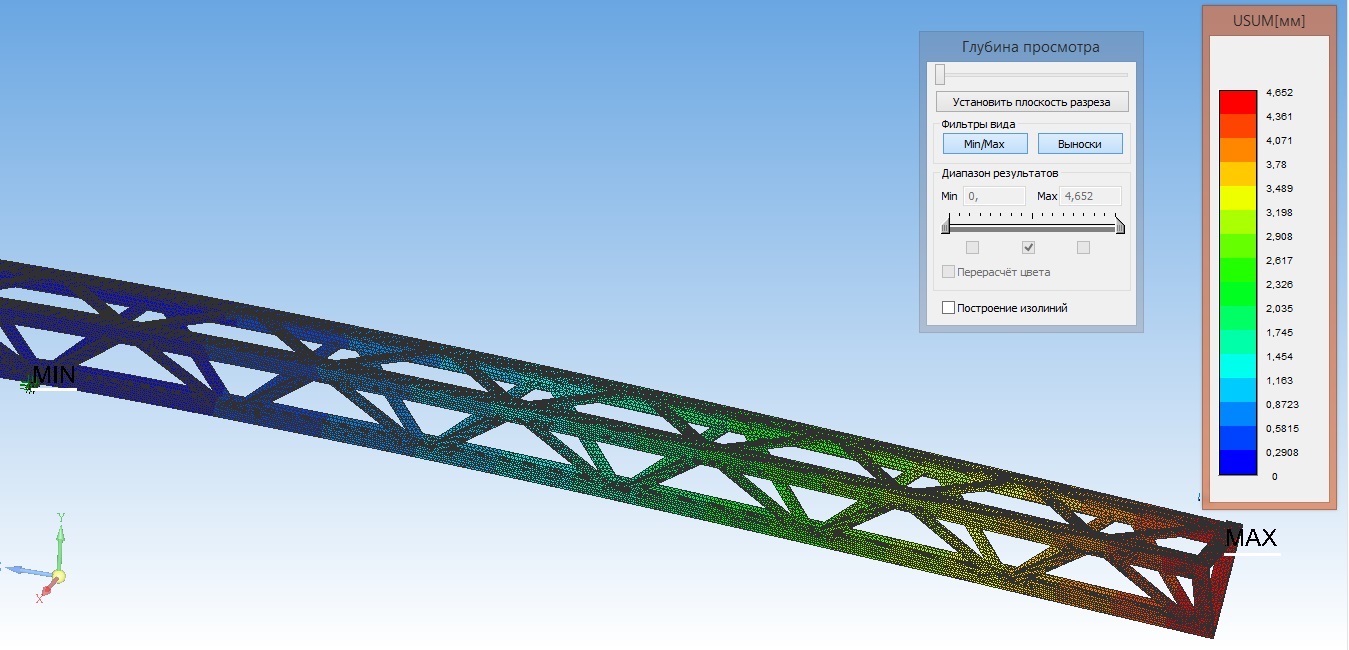 USUM[мм]
Глубина просмотра
Установить плоскость разреза
Фильтры вида
Min/Max
Выноски
Диапазон результатов
Min 0, Max 4,652
Перерасчёт цвета
Построение изолиний
4,652
4,361
4,071
3,78
3,489
3,198
2,908
2,617
2,326
2,035
1,745
1,454
1,163
0,8723
0,5815
0,2908
0
MIN
MAX
Y
X